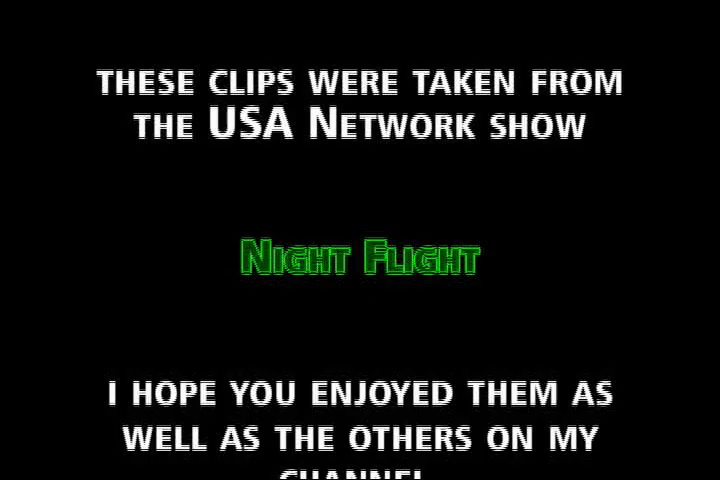 THESE CLIPS WERE TAKEN FROM
THE USA NETWORK SHOW
NIGHT FLIGHT
I HOPE YOU ENJOYED THEM AS
WELL AS THE OTHERS ON MY
CHANNEL